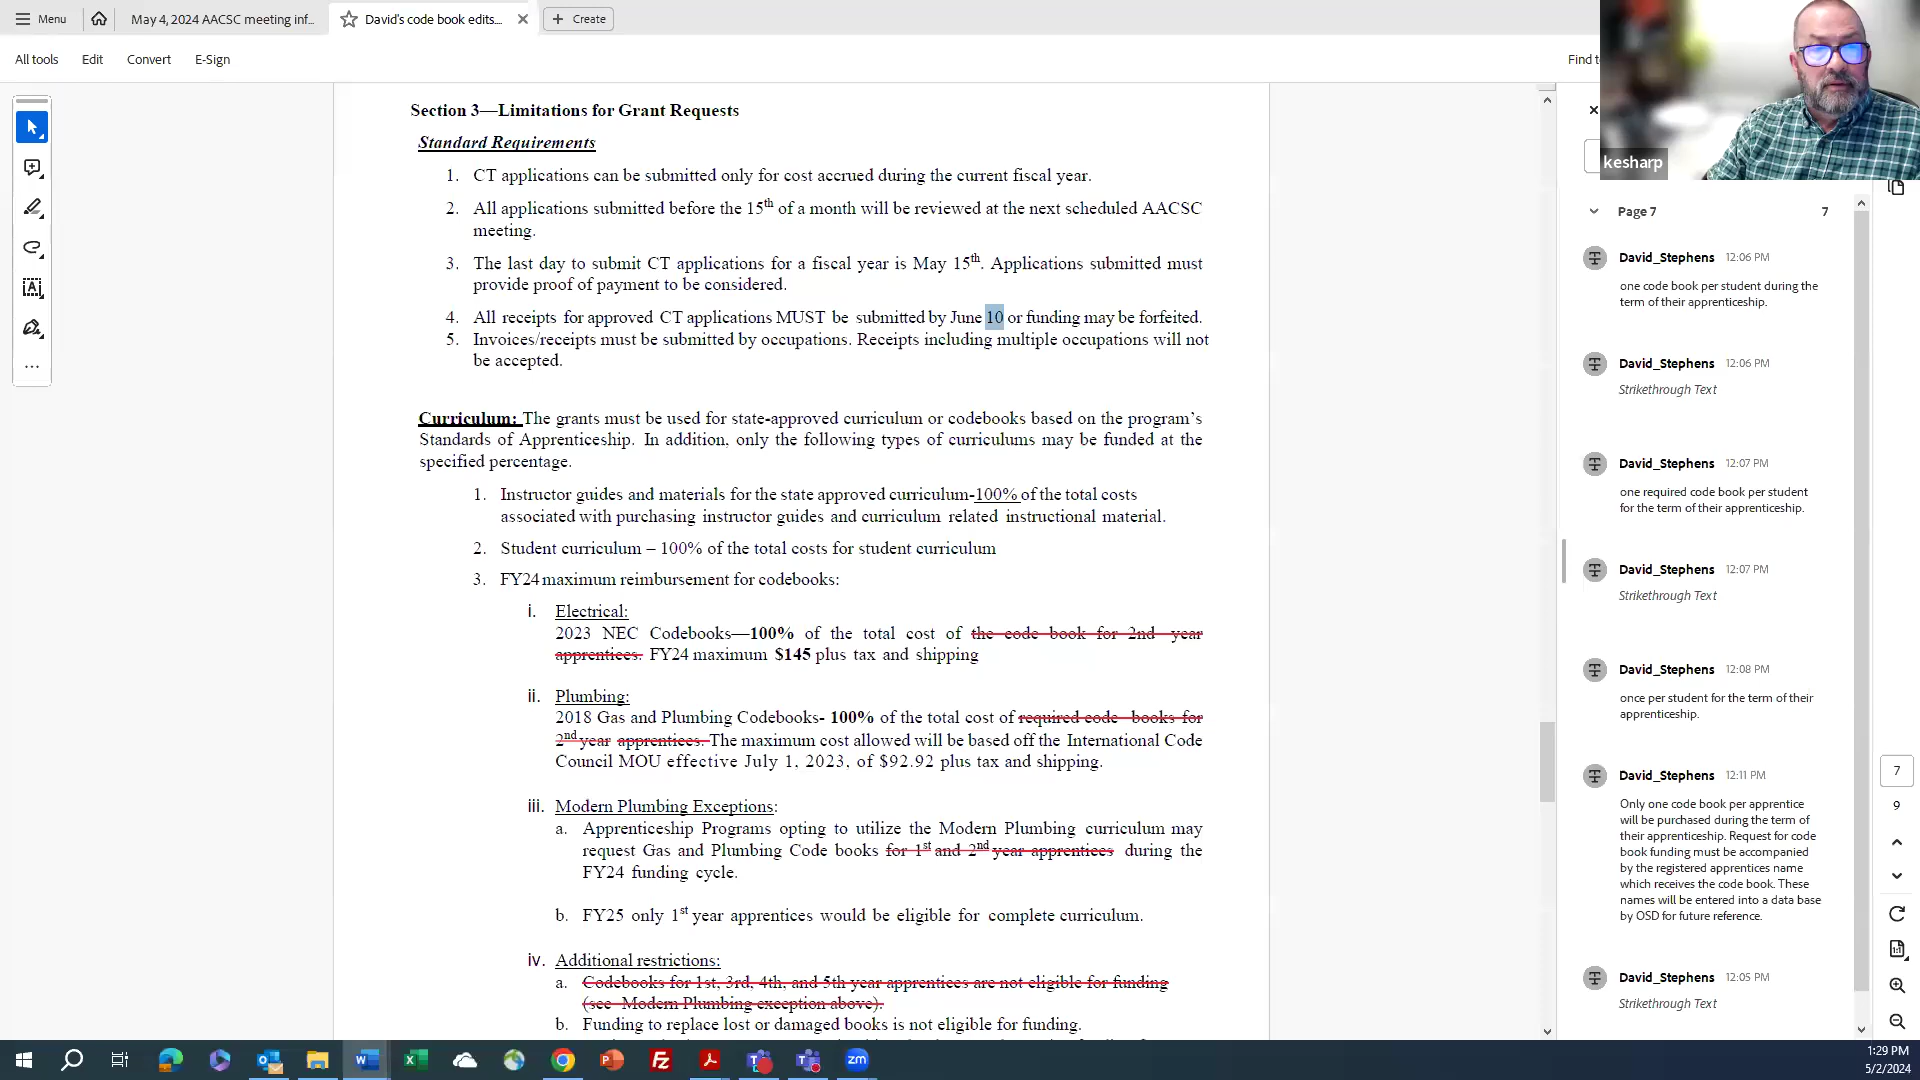 Menu
May 4, 2024 AACSC meeting inf...
David's code book edits...
Create
All tools
Edit
Convert
E-Sign
Find t
kesharp
Section 3—Limitations for Grant Requests
Standard Requirements
1. CT applications can be submitted only for cost accrued during the current fiscal year.
2. All applications submitted before the 15th of a month will be reviewed at the next scheduled AACSC
meeting.
3. The last day to submit CT applications for a fiscal year is May 15th. Applications submitted must
provide proof of payment to be considered.
4. All receipts for approved CT applications MUST be submitted by June 10 or funding may be forfeited.
5. Invoices/receipts must be submitted by occupations. Receipts including multiple occupations will not
be accepted.
Curriculum: The grants must be used for state-approved curriculum or codebooks based on the program's
Standards of Apprenticeship. In addition, only the following types of curriculums may be funded at the
specified percentage.
1. Instructor guides and materials for the state approved curriculum-100% of the total costs
associated with purchasing instructor guides and curriculum related instructional material.
2. Student curriculum – 100% of the total costs for student curriculum
3. FY24 maximum reimbursement for codebooks:
i. Electrical:
2023 NEC Codebooks—100% of the total cost of the code book for 2nd year
apprentices. FY24 maximum $145 plus tax and shipping
ii. Plumbing:
2018 Gas and Plumbing Codebooks- 100% of the total cost of required code books for
2nd year apprentices. The maximum cost allowed will be based off the International Code
Council MOU effective July 1, 2023, of $92.92 plus tax and shipping.
iii. Modern Plumbing Exceptions:
a. Apprenticeship Programs opting to utilize the Modern Plumbing curriculum may
request Gas and Plumbing Code books for 1st and 2nd year apprentices during the
FY24 funding cycle.
b. FY25 only 1st year apprentices would be eligible for complete curriculum.
iv. Additional restrictions:
a. Codebooks for 1st, 3rd, 4th, and 5th year apprentices are not eligible for funding
(see Modern Plumbing exception above).
b. Funding to replace lost or damaged books is not eligible for funding.
Page 7
7
David_Stephens 12:06 PM
one code book per student during the
term of their apprenticeship.
David_Stephens 12:06 PM
Strikethrough Text
David_Stephens 12:07 PM
one required code book per student
for the term of their apprenticeship.
David_Stephens 12:07 PM
Strikethrough Text
David_Stephens 12:08 PM
once per student for the term of their
apprenticeship.
David_Stephens 12:11 PM
Only one code book per apprentice
will be purchased during the term of
their apprenticeship. Request for code
book funding must be accompanied
by the registered apprentices name
which receives the code book. These
names will be entered into a data base
by OSD for future reference.
David_Stephens 12:05 PM
Strikethrough Text
7
9
1:29 PM
5/2/2024